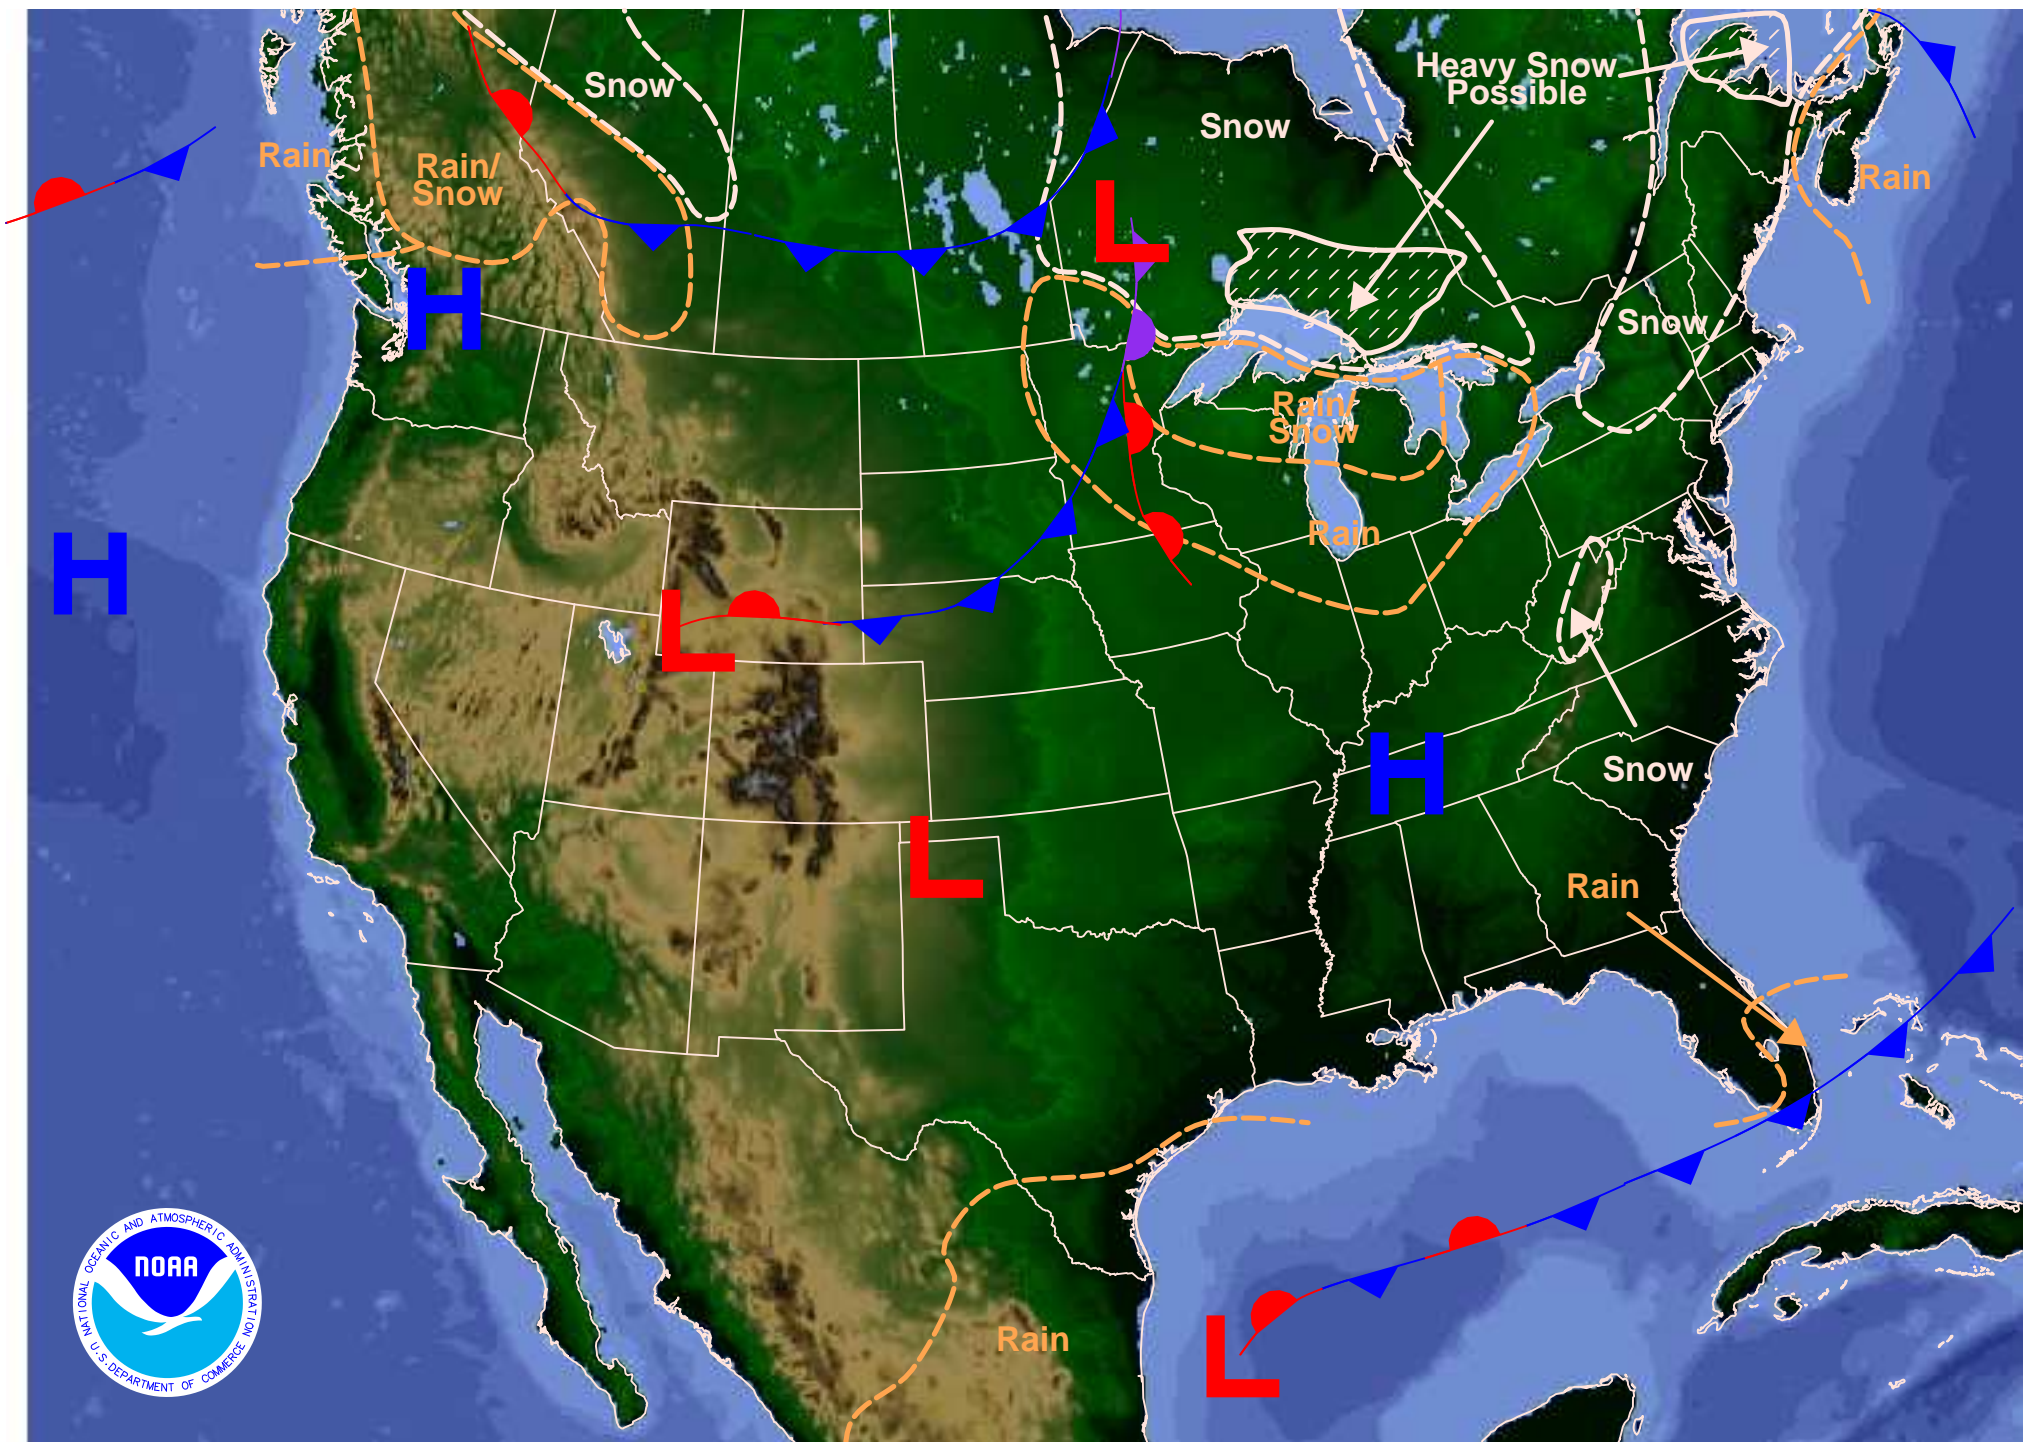 Heavy Snow
Possible
Snow
Snow
Rain
Rain/
Snow
Rain
Snow
Rain/
Snow
Rain
H
L
H
L
H
Snow
L
Rain
Rain
L
NATIONAL OCEANIC AND ATMOSPHERIC ADMINISTRATION
NOAA
U.S. DEPARTMENT OF COMMERCE